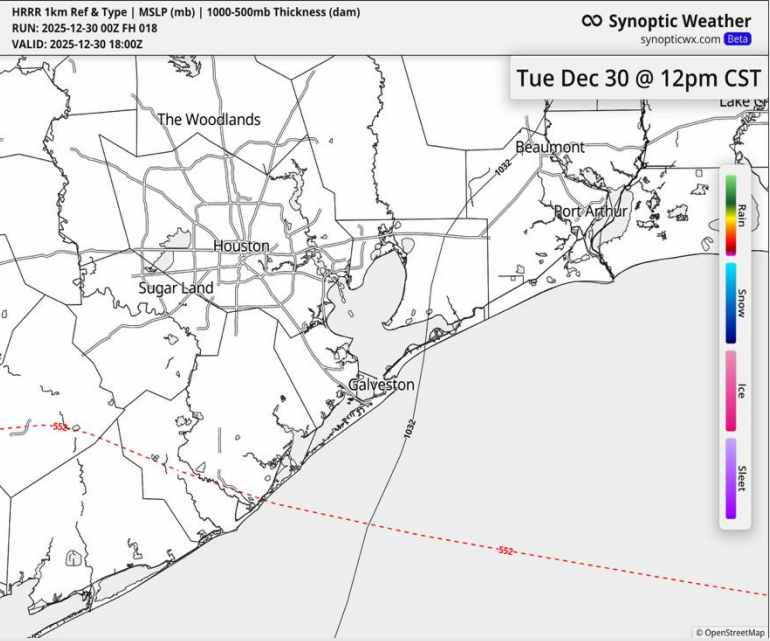 HRRR 1km Ref & Type | MSLP (mb) | 1000-500mb Thickness (dam)
RUN: 2025-12-30 00Z FH 018
VALID: 2025-12-30 18:00Z
Synoptic Weather
synopticwx.com Beta
Tue Dec 30 @ 12pm CST
The Woodlands
Beaumont
1032
Port Arthur
Houston
Sugar Land
Galveston
552
1032
552
Rain
Snow
Ice
Sleet
© OpenStreetMap